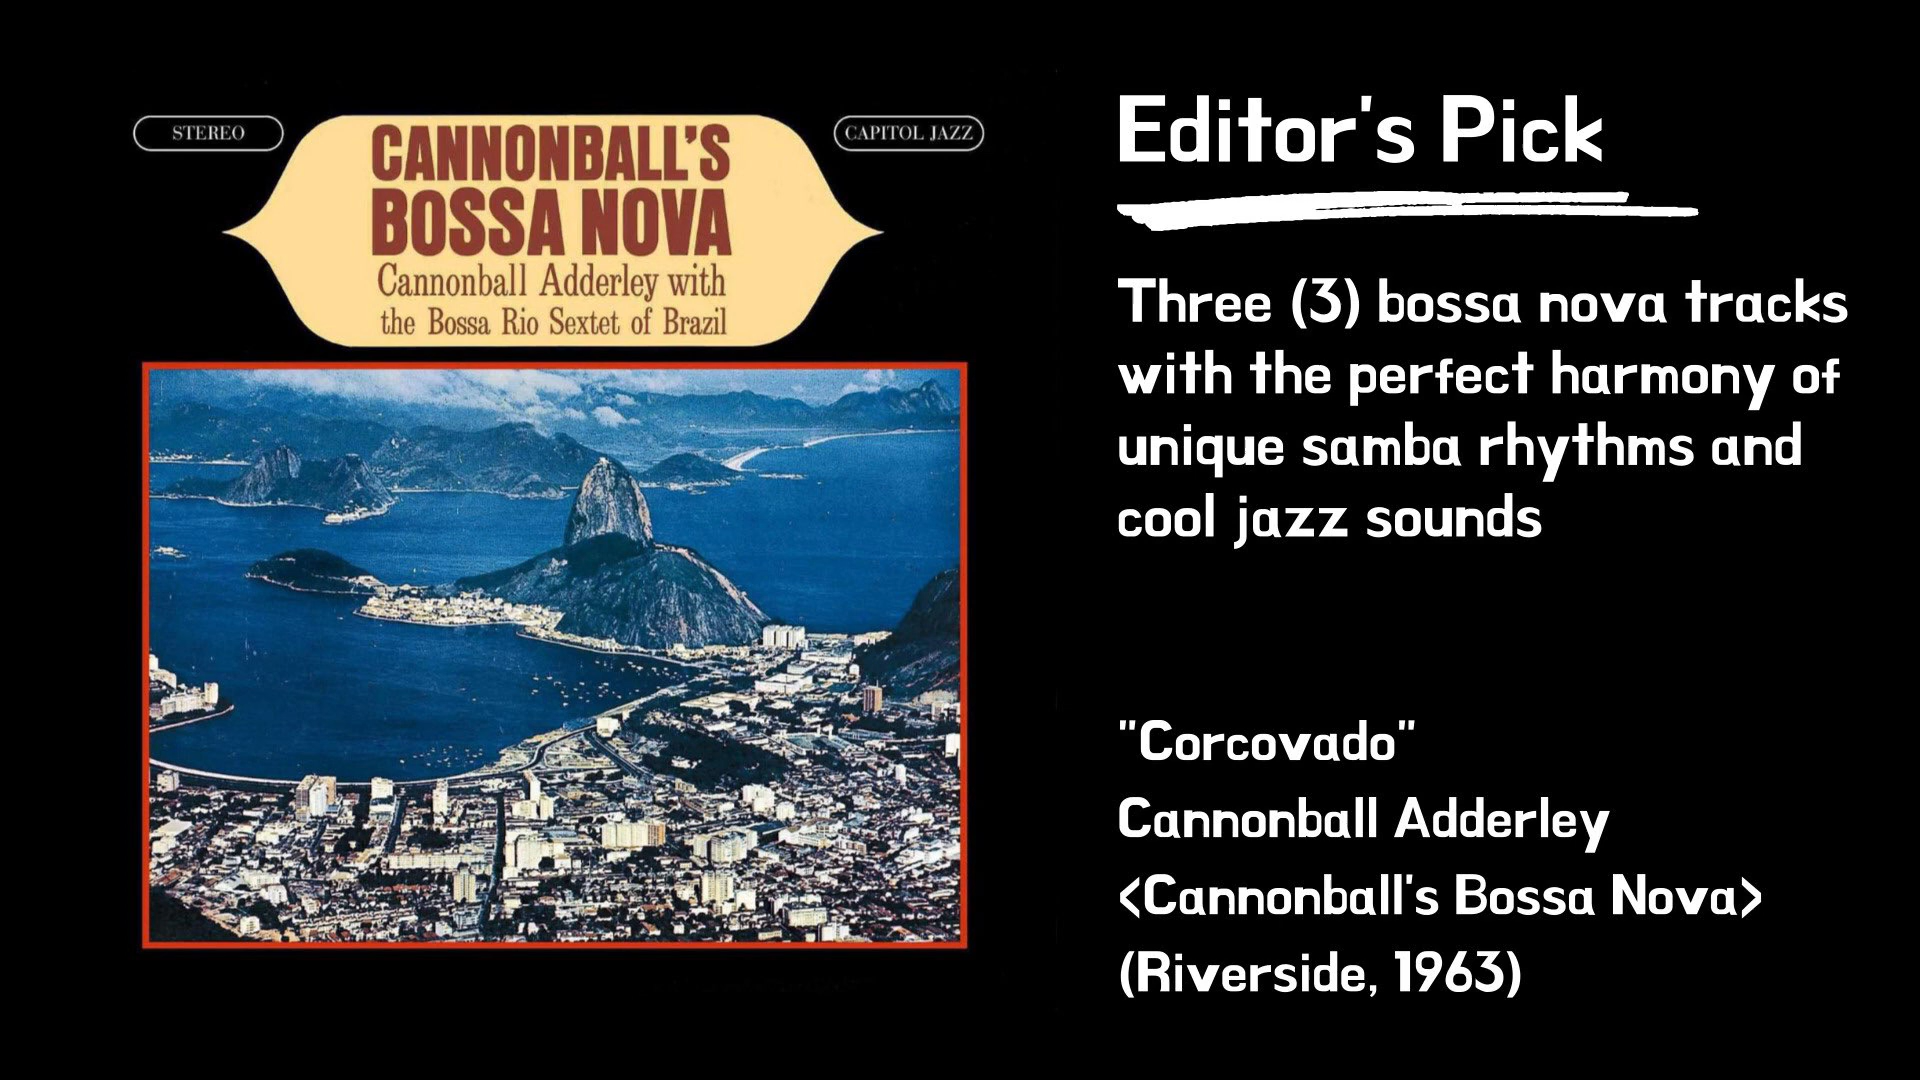 STEREO
CAPITOL JAZZ
CANNONBALL'S
BOSSA NOVA
Cannonball Adderley with
the Bossa Rio Sextet of Brazil
Editor's Pick
Three (3) bossa nova tracks
with the perfect harmony of
unique samba rhythms and
cool jazz sounds
"Corcovado"
Cannonball Adderley
<Cannonball's Bossa Nova>
(Riverside, 1963)